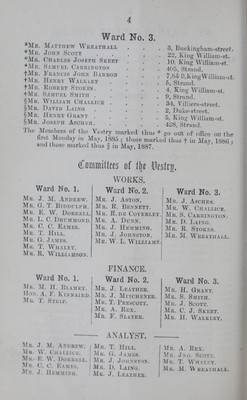 4
Ward No. 3.
*Mr. Matthew Wreathall . . . 3, Buckingham-street.
*Mr. John Scott . . . 22, King William-st.
*Mr. Charles Joseph Skeet . . . 10, King William-st.
*Mr. Samuel Carrington . . . 405, Strand.
†Mr. Francis John Barron . . . King William-st.
†Mr. Henry Walkley . . . 5, Strand.
†Mr. Robert Stokes . . . 4, King William-st.
†Mr. Samuel Smith . . . 9, Strand.
§Mr. William Challice . . . 34, Villiers-street.
§Mr. David Laing . . . 2, Duke-street.
§Mr. Henry Grant . . . 5, King William-st.
§Mr. Joseph Ascher . . . 428, Strand.
The Members of the Vestry marked thus * go out of office on the
first Monday in May, 1885; those marked thus † in May, 1886;
and those marked thus § in May, 1887.
Committees of the Vestry.
WORKS.
Ward No. 1. Ward No. 2. Ward No. 3.
Mr. J. M. Andrew. Mr. J. Aston. Mr. J. Ascher.
Mr. G. T. Biddulph. Mr. E. Bennett. Mr. W. Challice.
Mr. E. W. Dorrell. Mr. H. de Coverley. Mr. S. Carrington.
Mr. L. C. Drummond. Mr. A. Dunn. Mr. D. Laing.
Mr. C. C. Eames. Mr. J. Hemming. Mr. R. Stokes.
Mr. T. Hill. Mr. J. Johnston. Mr. M. Wreathall.
Mr. G. James. Mr. W. L. Williams.
Mr. T. Whaley.
Mr. R. Williamson.
FINANCE.
Ward No. 1. Ward No. 2. Ward No. 3.
Mr. M. H. Blamey. Mr. J. Leather. Mr. H. Grant.
Hon. A. F. Kinnaird. Mr. J. Mitchener. Mr. S. Smith.
Mr. T. Stelf. Mr. T. Prescott. Mr. J. Scott.
Mr. A. Rex. Mr. C. J. Skeet.
Mr. F. Slater. Mr. H. Walkley.
ANALYST.
Mr. J. M. Andrew. Mr. T. Hill. Mr. A. Rex.
Mr. W. Challice. Mr. G. James. Mr. Jno. Scott.
Mr. E. W. Dorrell. Mr. J. Johnston. Mr. T. Whaley.
Mr. C. C. Eames. Mr. D. Laing. Mr. M. Wreathall.
Mr. J. Hemming. Mr. J. Leather.